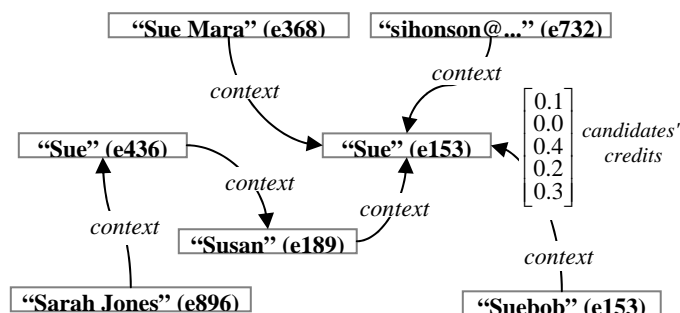 “Sue Mara” (e368)
“sihonson@...” (e732)
context
context
0.1
0.0
0.4
0.2
0.3
candidates'
credits
“Sue” (e436)
“Sue” (e153)
context
context
context
context
“Susan” (e189)
“Sarah Jones” (e896)
“Suebob” (e153)